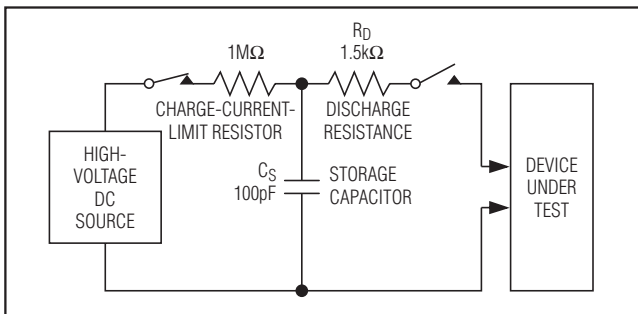 1MΩ
CHARGE-CURRENT-
LIMIT RESISTOR
R_D
1.5kΩ
DISCHARGE
RESISTANCE
HIGH-
VOLTAGE
DC
SOURCE
C_S
100pF
STORAGE
CAPACITOR
DEVICE
UNDER
TEST